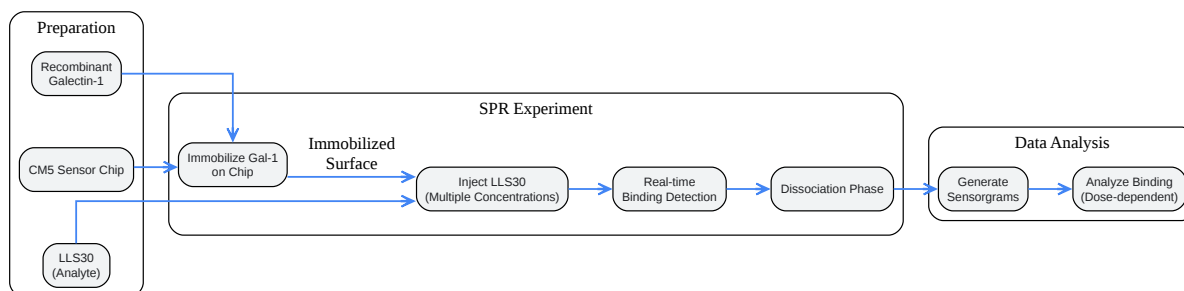 Preparation
Recombinant
Galectin-1
CM5 Sensor Chip
LLS30
(Analyte)
SPR Experiment
Immobilize Gal-1
on Chip
Immobilized
Surface
Inject LLS30
(Multiple Concentrations)
Real-time
Binding Detection
Dissociation Phase
Data Analysis
Generate
Sensorgrams
Analyze Binding
(Dose-dependent)